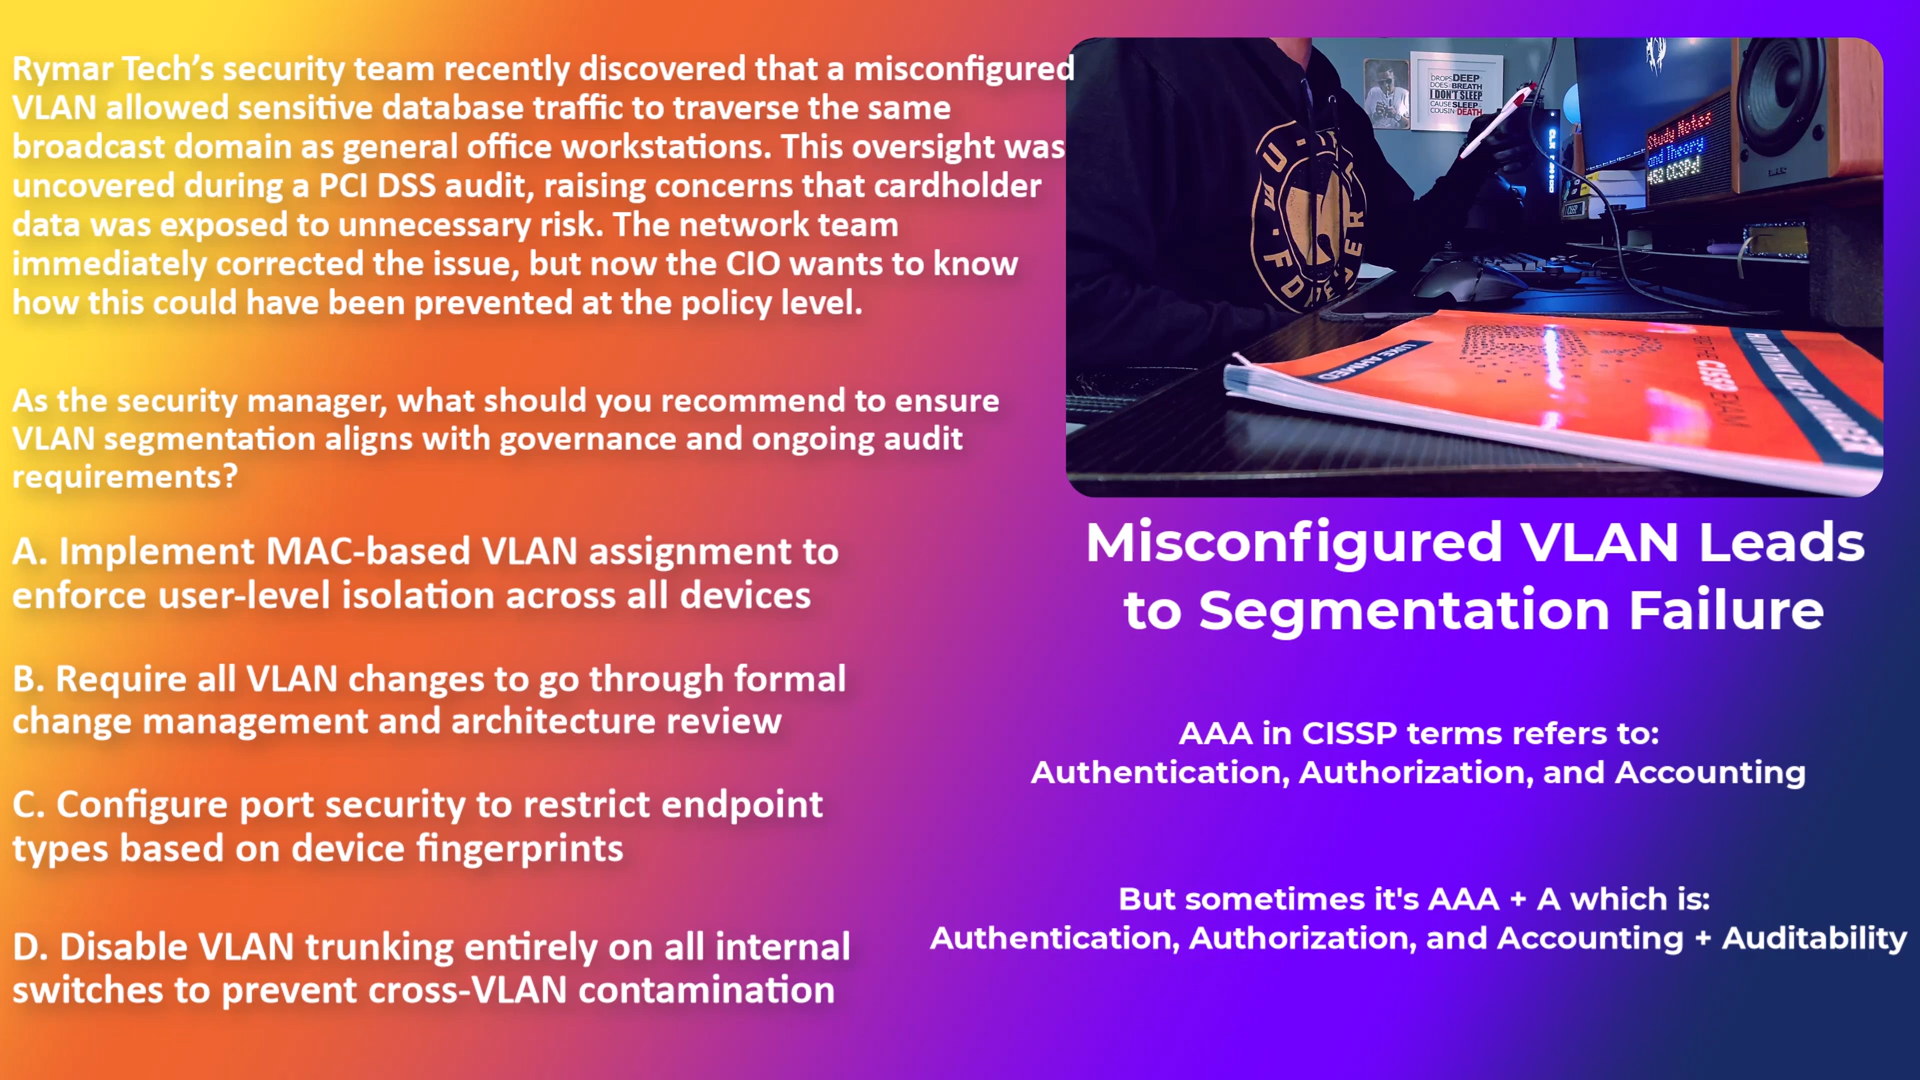 Rymar Tech’s security team recently discovered that a misconfigured
VLAN allowed sensitive database traffic to traverse the same
broadcast domain as general office workstations. This oversight was
uncovered during a PCI DSS audit, raising concerns that cardholder
data was exposed to unnecessary risk. The network team
immediately corrected the issue, but now the CIO wants to know
how this could have been prevented at the policy level.
As the security manager, what should you recommend to ensure
VLAN segmentation aligns with governance and ongoing audit
requirements?
A. Implement MAC-based VLAN assignment to
enforce user-level isolation across all devices
B. Require all VLAN changes to go through formal
change management and architecture review
C. Configure port security to restrict endpoint
types based on device fingerprints
D. Disable VLAN trunking entirely on all internal
switches to prevent cross-VLAN contamination
DROPS DEEP
DOES BREATH
I DON'T SLEEP
CAUSE SLEEP
COUSIN DEATH
Study Notes
and Theory
452 CCSPs!
FOREVER
LUKE AHMED
CISSP EXAM
Misconfigured VLAN Leads
to Segmentation Failure
AAA in CISSP terms refers to:
Authentication, Authorization, and Accounting
But sometimes it's AAA + A which is:
Authentication, Authorization, and Accounting + Auditability